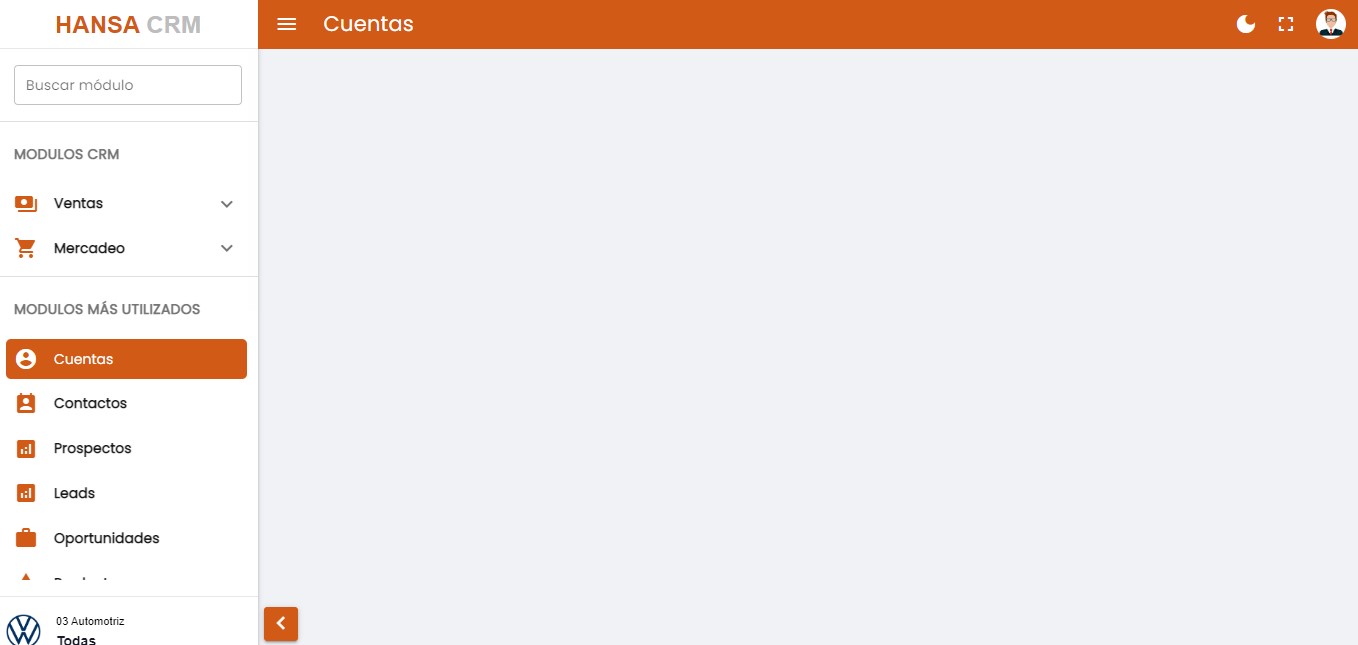 HANSA CRM
Cuentas
Buscar módulo
MODULOS CRM
Ventas
Mercadeo
MODULOS MÁS UTILIZADOS
Cuentas
Contactos
Prospectos
Leads
Oportunidades
03 Automotriz
Todas